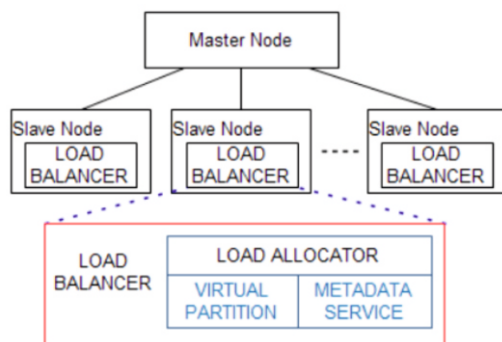 Master Node
Slave Node
LOAD
BALANCER
Slave Node
LOAD
BALANCER
Slave Node
LOAD
BALANCER
LOAD
BALANCER
LOAD ALLOCATOR
VIRTUAL
PARTITION
METADATA
SERVICE